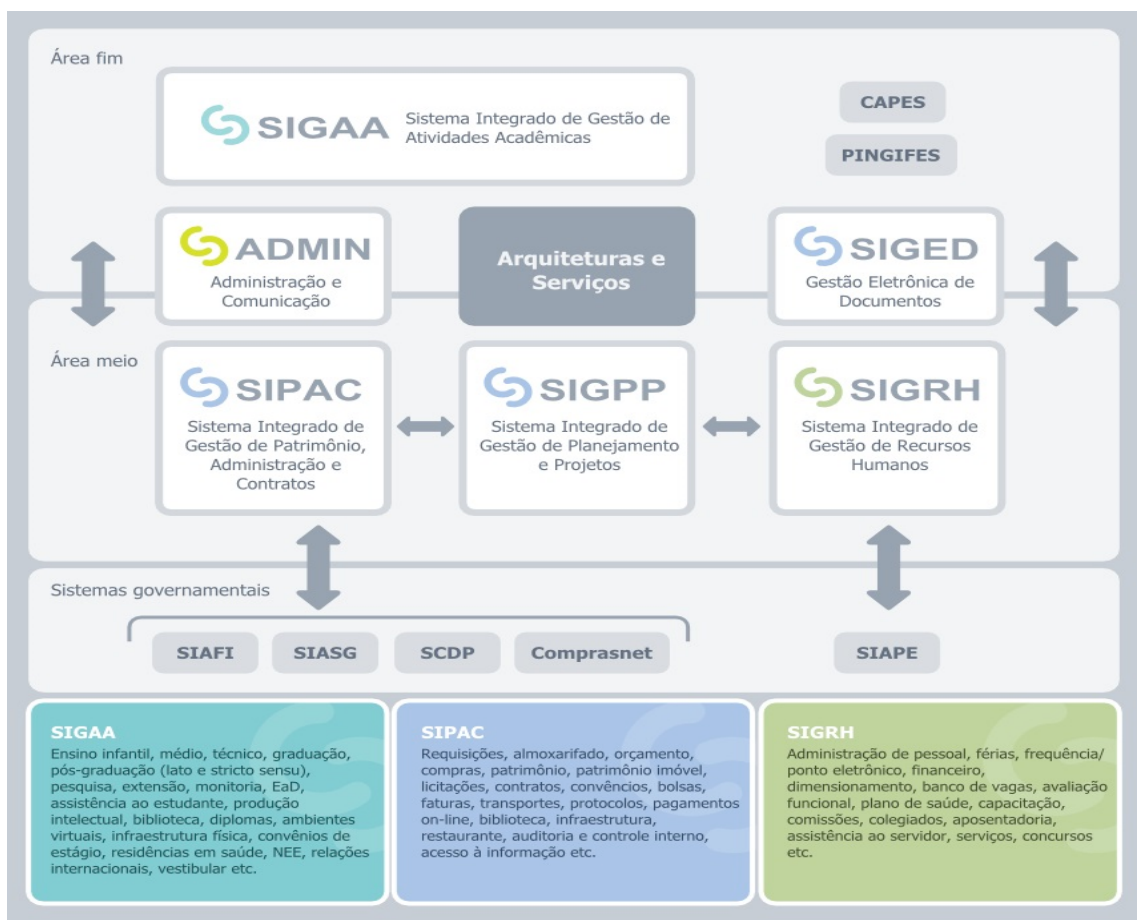 Área fim
SIGAA
Sistema Integrado de Gestão de
Atividades Acadêmicas
CAPES
PINGIFES
ADMIN
Administração e
Comunicação
Arquiteturas e
Serviços
SIGED
Gestão Eletrônica de
Documentos
Área meio
SIPAC
Sistema Integrado de
Gestão de Patrimônio,
Administração e
Contratos
SIGPP
Sistema Integrado de
Gestão de Planejamento
e Projetos
SIGRH
Sistema Integrado de
Gestão de Recursos
Humanos
Sistemas governamentais
SIAFI
SIASG
SCDP
Comprasnet
SIAPE
SIGAA
Ensino infantil, médio, técnico, graduação,
pós-graduação (lato e stricto sensu),
pesquisa, extensão, monitoria, EaD,
assistência ao estudante, produção
intelectual, biblioteca, diplomas, ambientes
virtuais, infraestrutura física, convênios de
estágio, residências em saúde, NEE, relações
internacionais, vestibular etc.
SIPAC
Requisições, almoxarifado, orçamento,
compras, patrimônio, patrimônio imóvel,
licitações, contratos, convêncios, bolsas,
faturas, transportes, protocolos, pagamentos
on-line, biblioteca, infraestrutura,
restaurante, auditoria e controle interno,
acesso à informação etc.
SIGRH
Administração de pessoal, férias, frequência/
ponto eletrônico, financeiro,
dimensionamento, banco de vagas, avaliação
funcional, plano de saúde, capacitação,
comissões, colegiados, aposentadoria,
assistência ao servidor, serviços, concursos
etc.